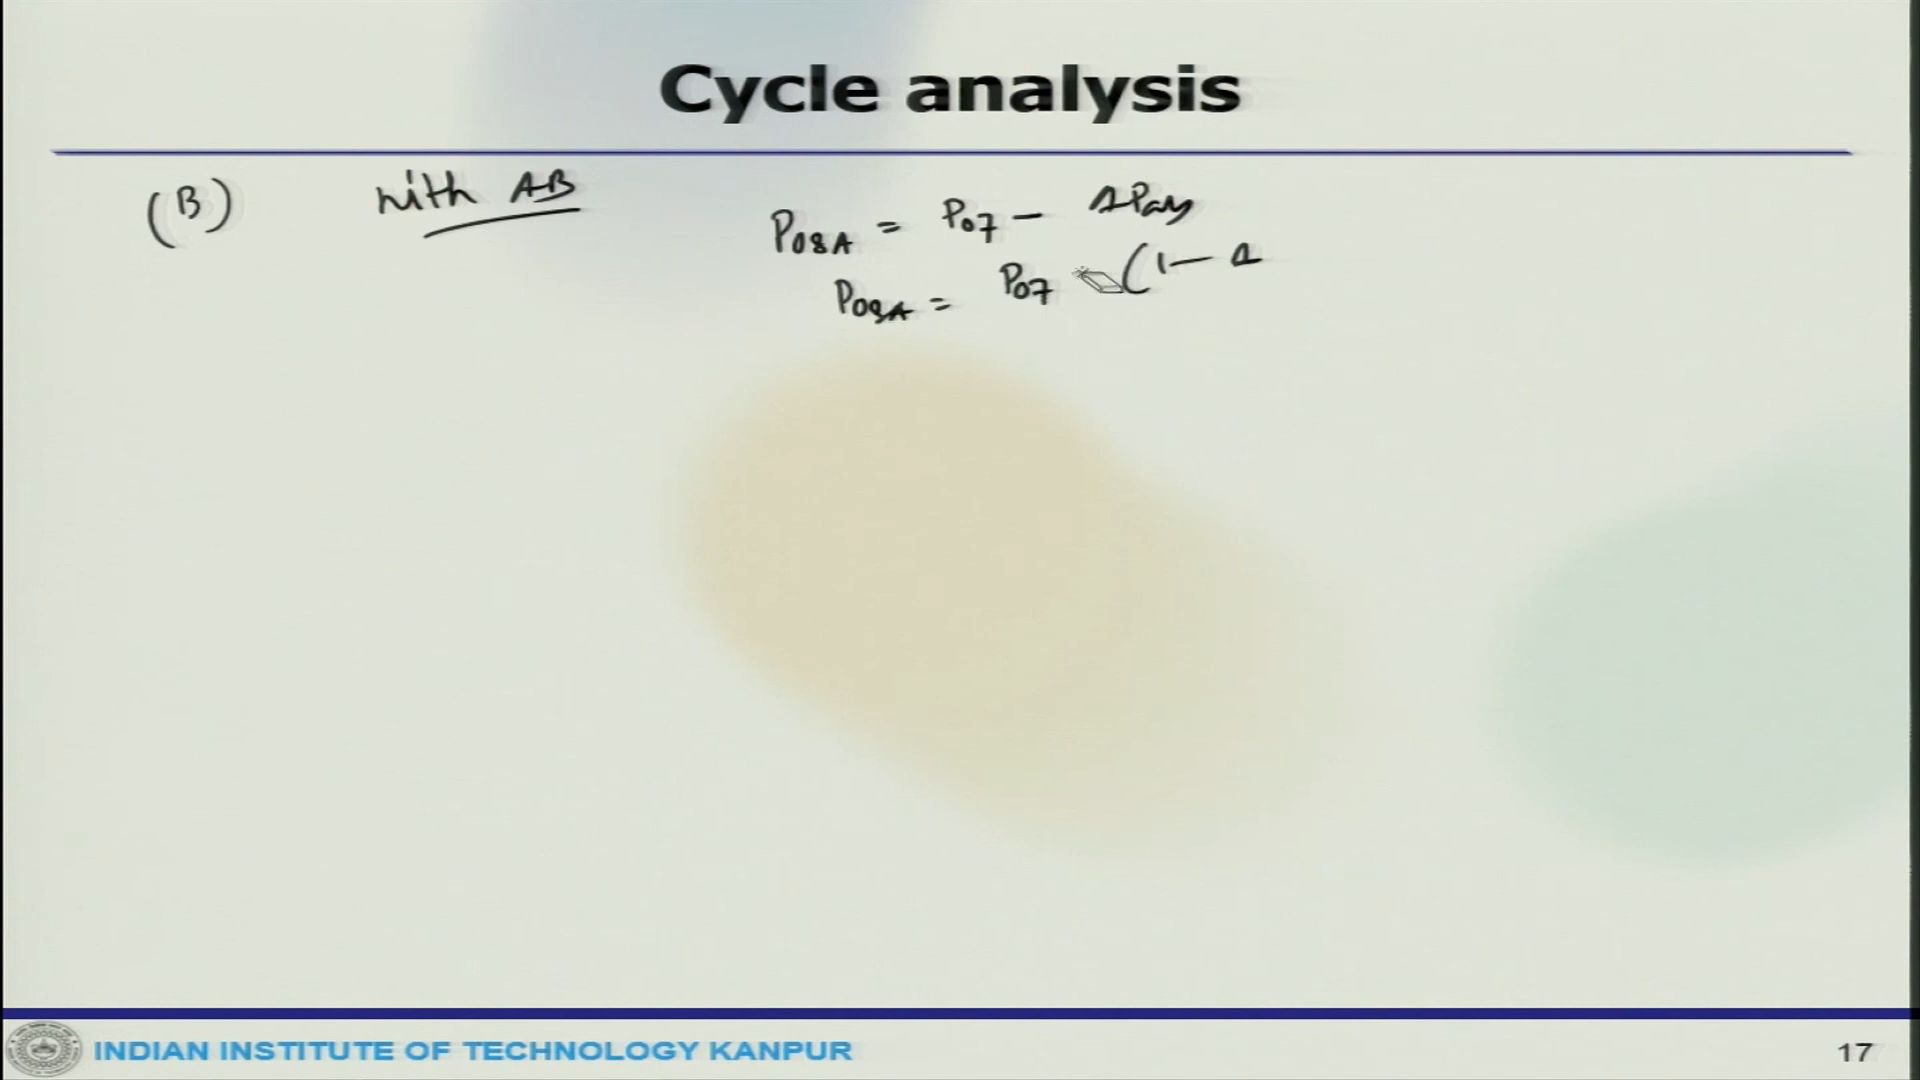 Cycle analysis
(B) with AB
P08A = P07 - ΔPab
P08A = P07 (1 - Δ
INDIAN INSTITUTE OF TECHNOLOGY KANPUR
17